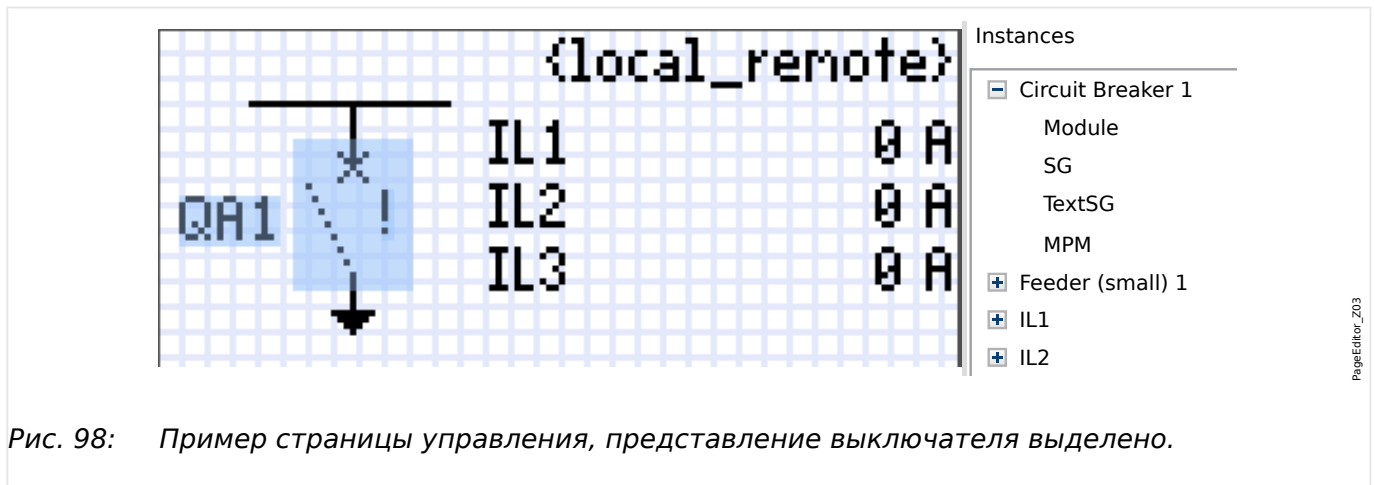 {local_remote}
IL1 0 A
QA1 ! IL2 0 A
IL3 0 A
Instances
Circuit Breaker 1
Module
SG
TextSG
MPM
Feeder (small) 1
IL1
IL2
PageEditor_Z03
Рис. 98: Пример страницы управления, представление выключателя выделено.